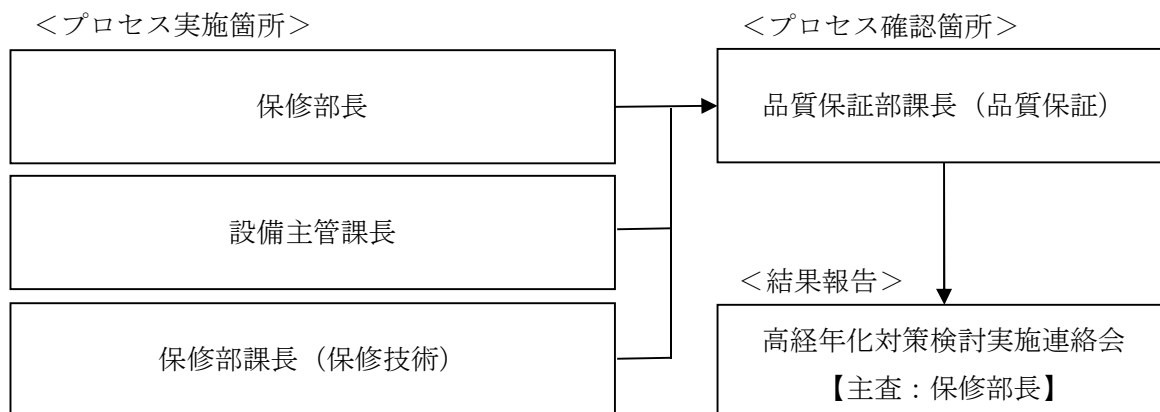 ＜プロセス実施箇所＞
保修部長
設備主管課長
保修部課長（保修技術）
＜プロセス確認箇所＞
品質保証部課長（品質保証）
＜結果報告＞
高経年化対策検討実施連絡会
【主査：保修部長】